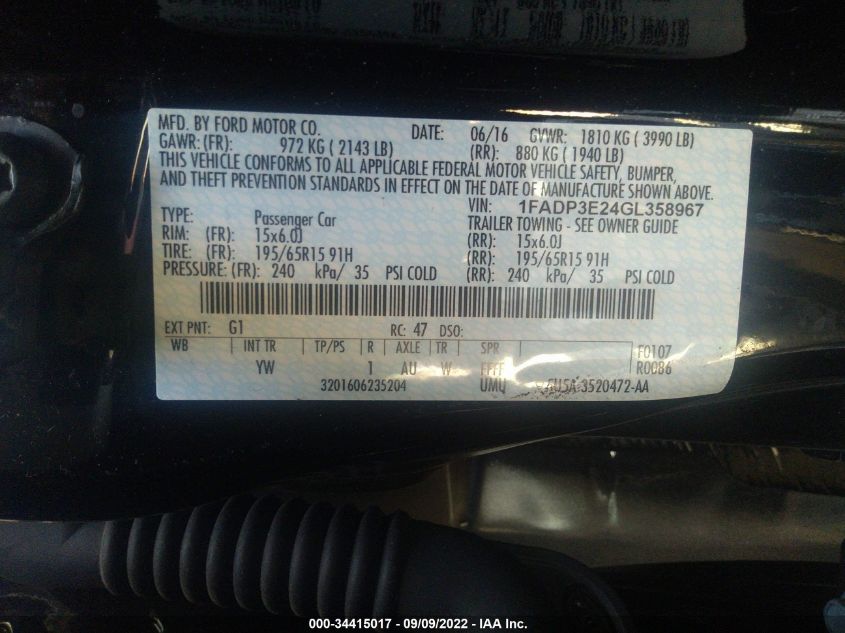 MFD. BY FORD MOTOR CO. DATE: 06/16 GVWR: 1810 KG ( 3990 LB)
GAWR: (FR): 972 KG ( 2143 LB) (RR): 880 KG ( 1940 LB)
THIS VEHICLE CONFORMS TO ALL APPLICABLE FEDERAL MOTOR VEHICLE SAFETY, BUMPER,
AND THEFT PREVENTION STANDARDS IN EFFECT ON THE DATE OF MANUFACTURE SHOWN ABOVE.
VIN: 1FADP3E24GL358967
TYPE: Passenger Car TRAILER TOWING - SEE OWNER GUIDE
RIM: (FR): 15x6.0J (RR): 15x6.0J
TIRE: (FR): 195/65R15 91H (RR): 195/65R15 91H
PRESSURE: (FR): 240 kPa/ 35 PSI COLD (RR): 240 kPa/ 35 PSI COLD
EXT PNT: G1 RC: 47 DSO:
WB INT TR TP/PS R AXLE TR SPR F0107
YW 1 AU W EFFF R0086
3201606235204 UMQ 3520472-AA
000-34415017 - 09/09/2022 - IAA Inc.